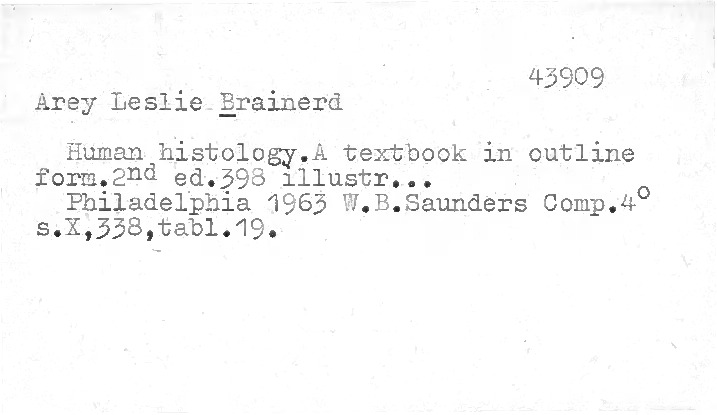 43909
Arey Leslie Brainerd
Human histology.A textbook in outline
form.2nd ed.398 illustr...
Philadelphia 1963 W.B.Saunders Comp.4°
s.X,338,tabl.19.